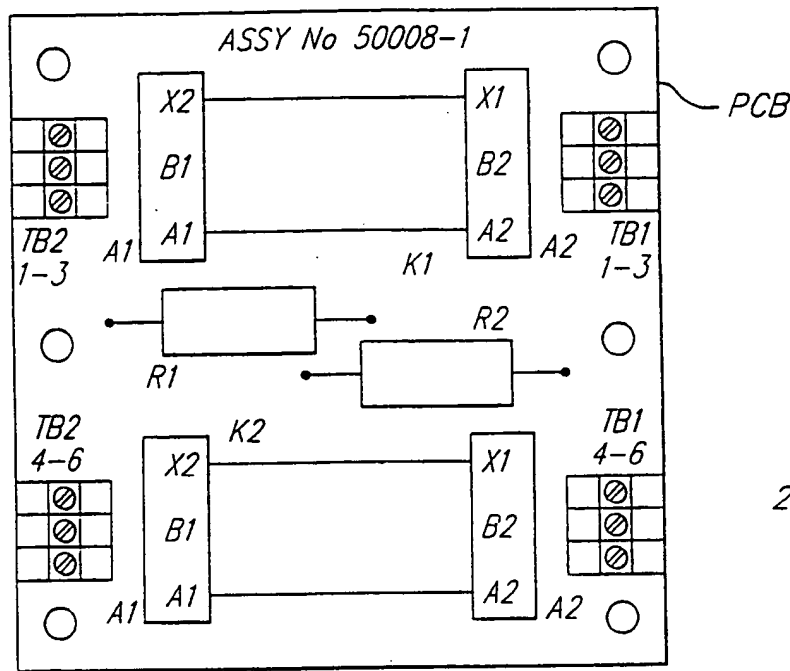 ASSY No 50008-1
X2 X1
PCB
B1 B2
A1 A2
A1 A2
TB2 TB1
1-3 1-3
K1
R1 R2
TB2 TB1
4-6 4-6
K2
X2 X1
2
B1 B2
A1 A2
A1 A2